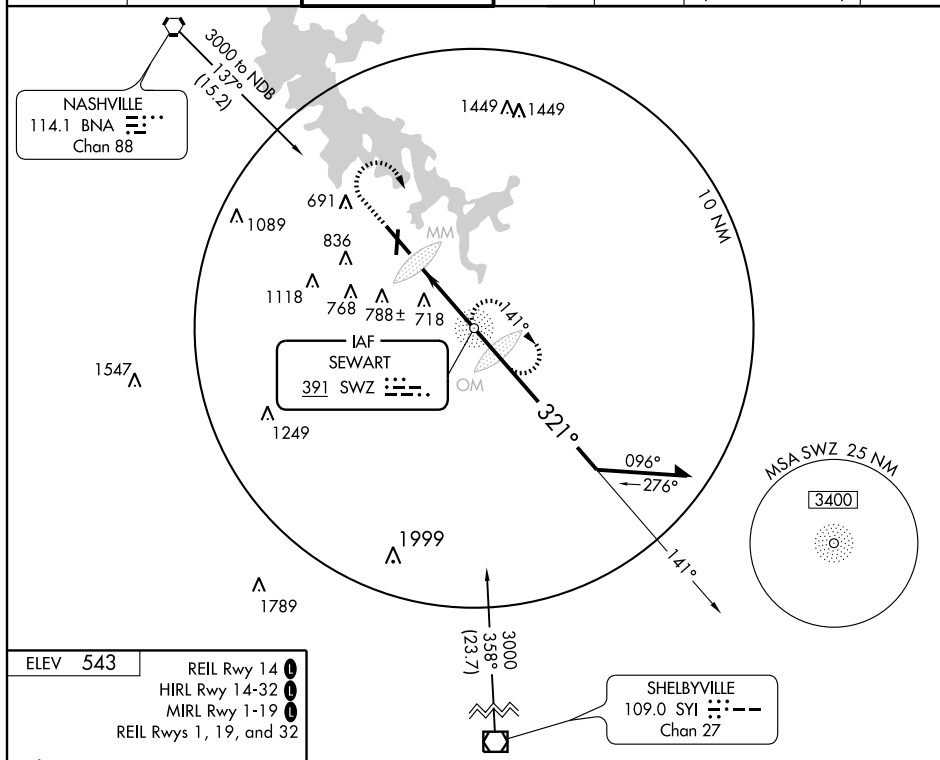 3000 to NDB
137°
(15.2)
NASHVILLE
114.1 BNA
Chan 88
1449
1449
10 NM
691
1089
MM
836
1118
768
788±
718
141°
IAF
SEWART
391 SWZ
OM
1547
1249
321°
096°
276°
MSA SWZ 25 NM
3400
141°
1999
1789
3000
358°
(23.7)
ELEV 543
REIL Rwy 14 L
HIRL Rwy 14-32 L
MIRL Rwy 1-19 L
REIL Rwys 1, 19, and 32
SHELBYVILLE
109.0 SYI
Chan 27